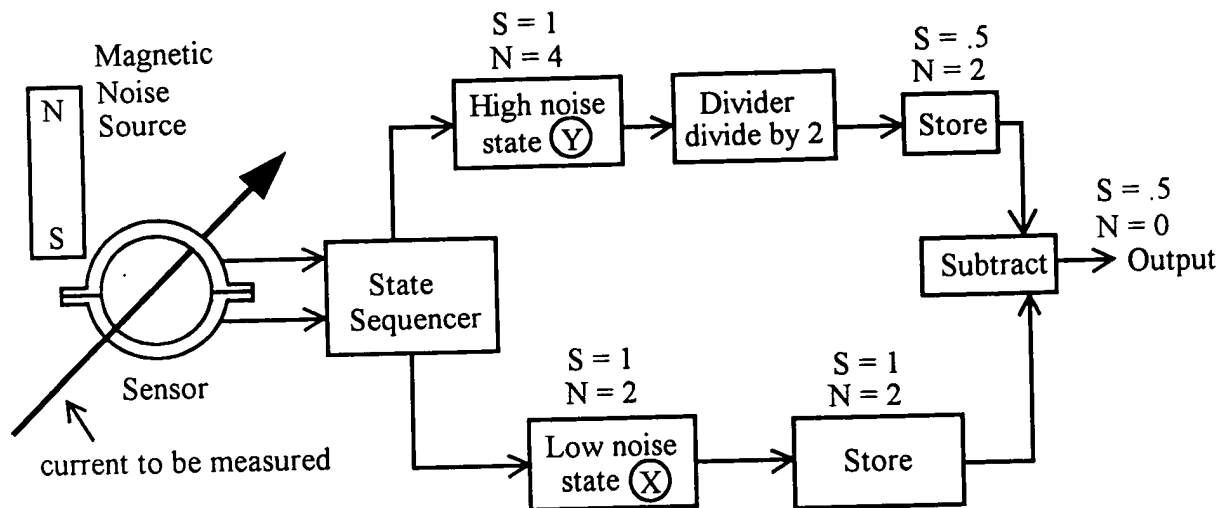 Magnetic
Noise
Source
N
S
Sensor
current to be measured
State
Sequencer
S = 1
N = 4
High noise
state Y
Divider
divide by 2
S = .5
N = 2
Store
S = 1
N = 2
Low noise
state X
S = 1
N = 2
Store
Subtract
S = .5
N = 0
Output